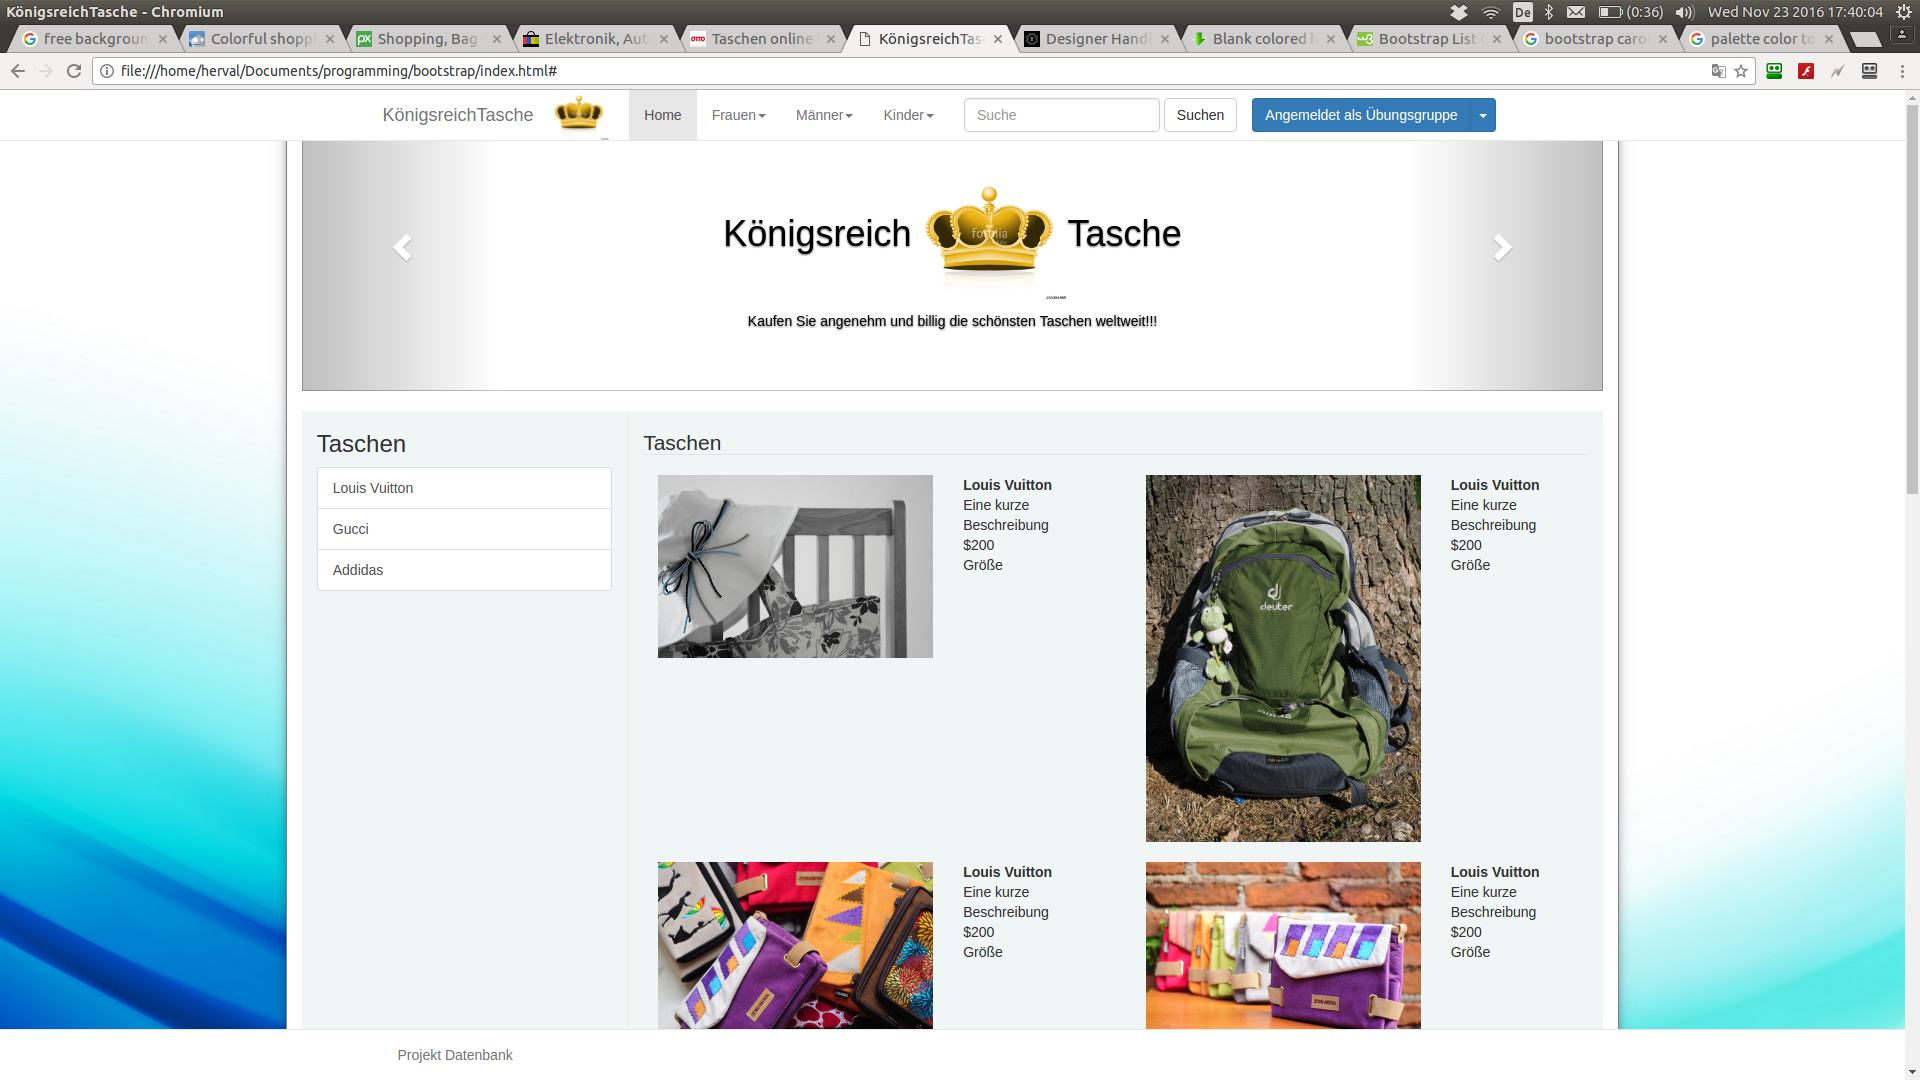 KönigsreichTasche - Chromium
De
(0:36)
Wed Nov 23 2016 17:40:04
free backgroun
Colorful shopp
Shopping, Bag
Elektronik, Aut
OTTO
Taschen online
KönigsreichTas
Designer Hand
Blank colored h
Bootstrap List
bootstrap caro
palette color to
file:///home/herval/Documents/programming/bootstrap/index.html#
KönigsreichTasche
Home
Frauen
Männer
Kinder
Suche
Suchen
Angemeldet als Übungsgruppe
Königsreich
fotolia
Tasche
Kaufen Sie angenehm und billig die schönsten Taschen weltweit!!!
Taschen
Louis Vuitton
Gucci
Addidas
Taschen
Louis Vuitton
Eine kurze
Beschreibung
$200
Größe
deuter
Louis Vuitton
Eine kurze
Beschreibung
$200
Größe
Louis Vuitton
Eine kurze
Beschreibung
$200
Größe
Louis Vuitton
Eine kurze
Beschreibung
$200
Größe
Projekt Datenbank